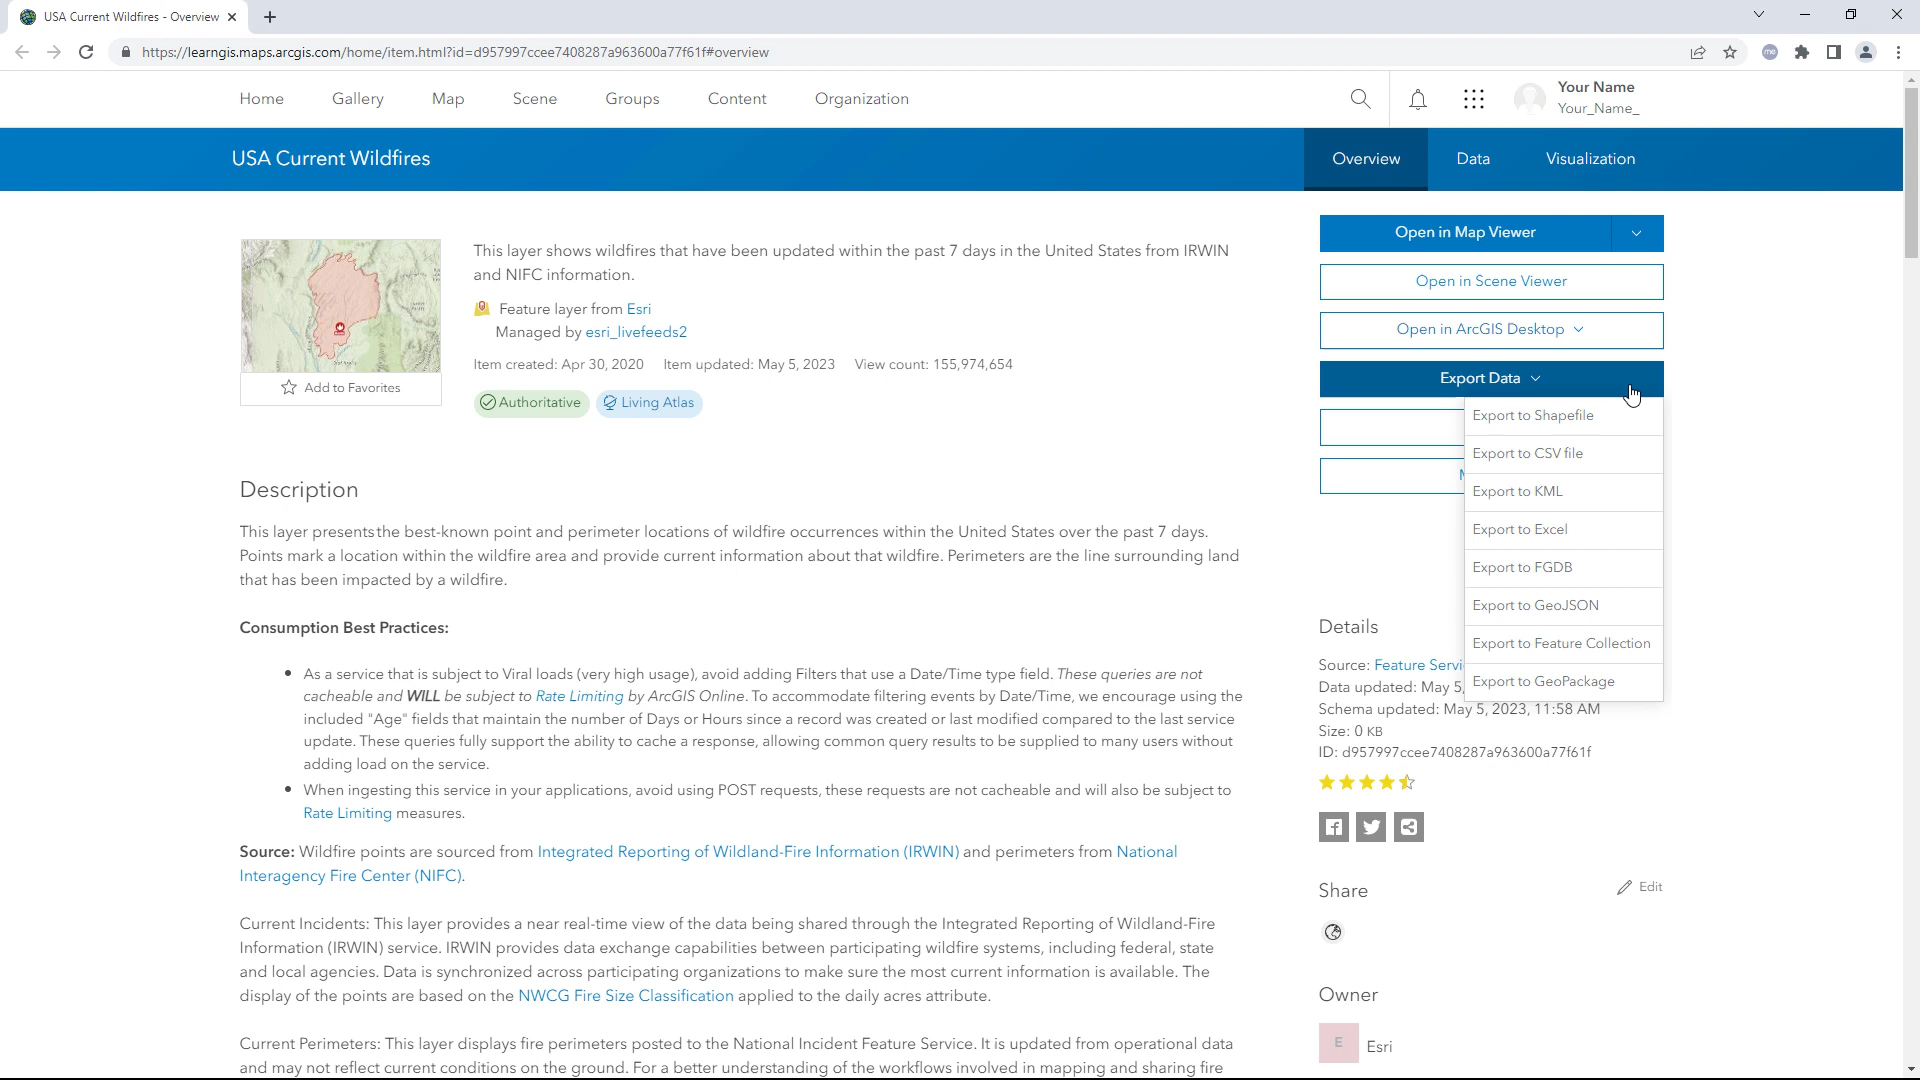 USA Current Wildfires - Overview
https://learngis.maps.arcgis.com/home/item.html?id=d957997ccee7408287a963600a77f61f#overview
Home Gallery Map Scene Groups Content Organization
Your Name
Your_Name_
USA Current Wildfires
Overview Data Visualization
This layer shows wildfires that have been updated within the past 7 days in the United States from IRWIN
and NIFC information.
Feature layer from Esri
Managed by esri_livefeeds2
Item created: Apr 30, 2020 Item updated: May 5, 2023 View count: 155,974,654
Add to Favorites
Authoritative
Living Atlas
Open in Map Viewer
Open in Scene Viewer
Open in ArcGIS Desktop
Export Data
Export to Shapefile
Export to CSV file
Export to KML
Export to Excel
Export to FGDB
Export to GeoJSON
Export to Feature Collection
Export to GeoPackage
Description
This layer presents the best-known point and perimeter locations of wildfire occurrences within the United States over the past 7 days.
Points mark a location within the wildfire area and provide current information about that wildfire. Perimeters are the line surrounding land
that has been impacted by a wildfire.
Consumption Best Practices:
• As a service that is subject to Viral loads (very high usage), avoid adding Filters that use a Date/Time type field. These queries are not
cacheable and WILL be subject to Rate Limiting by ArcGIS Online. To accommodate filtering events by Date/Time, we encourage using the
included "Age" fields that maintain the number of Days or Hours since a record was created or last modified compared to the last service
update. These queries fully support the ability to cache a response, allowing common query results to be supplied to many users without
adding load on the service.
• When ingesting this service in your applications, avoid using POST requests, these requests are not cacheable and will also be subject to
Rate Limiting measures.
Source: Wildfire points are sourced from Integrated Reporting of Wildland-Fire Information (IRWIN) and perimeters from National
Interagency Fire Center (NIFC).
Current Incidents: This layer provides a near real-time view of the data being shared through the Integrated Reporting of Wildland-Fire
Information (IRWIN) service. IRWIN provides data exchange capabilities between participating wildfire systems, including federal, state
and local agencies. Data is synchronized across participating organizations to make sure the most current information is available. The
display of the points are based on the NWCG Fire Size Classification applied to the daily acres attribute.
Current Perimeters: This layer displays fire perimeters posted to the National Incident Feature Service. It is updated from operational data
and may not reflect current conditions on the ground. For a better understanding of the workflows involved in mapping and sharing fire
Details
Source: Feature Servi
Data updated: May 5,
Schema updated: May 5, 2023, 11:58 AM
Size: 0 KB
ID: d957997ccee7408287a963600a77f61f
Share
Edit
Owner
E
Esri